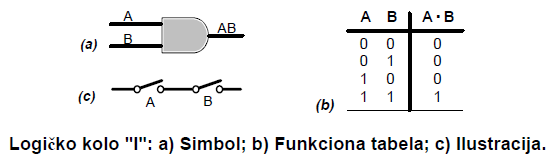 A
B
AB
(a)
(c)
A B
(b)
A B A · B
0 0 0
0 1 0
1 0 0
1 1 1
Logičko kolo "I": a) Simbol; b) Funkciona tabela; c) Ilustracija.